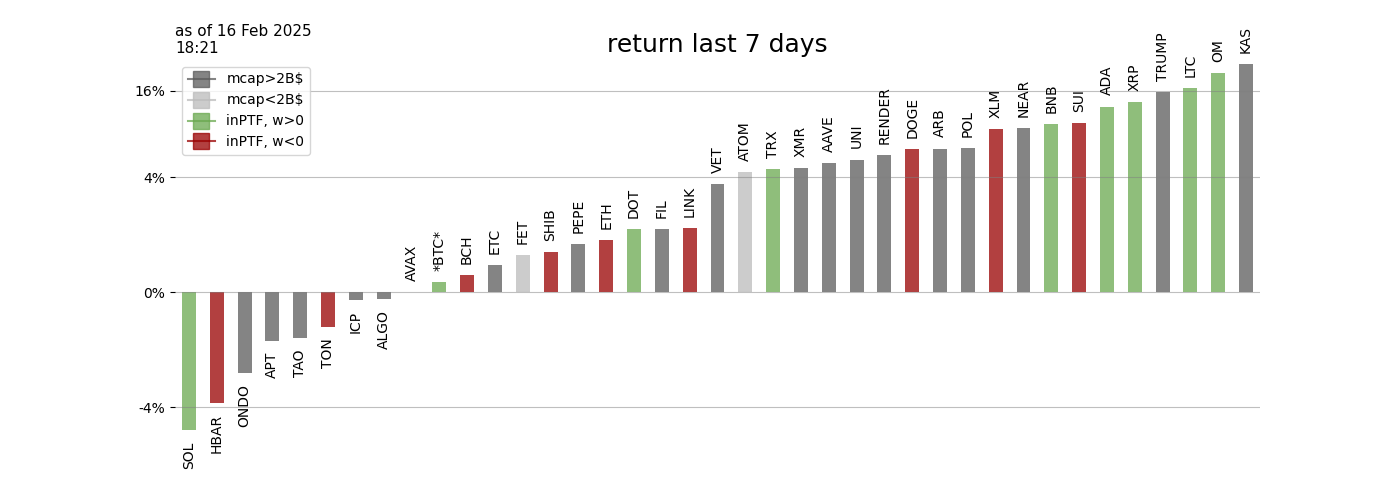 as of 16 Feb 2025
18:21
return last 7 days
mcap>2B$
mcap<2B$
inPTF, w>0
inPTF, w<0
16%
4%
0%
-4%
SOL
HBAR
ONDO
APT
TAO
TON
ICP
ALGO
AVAX
*BTC*
BCH
ETC
FET
SHIB
PEPE
ETH
DOT
FIL
LINK
VET
ATOM
TRX
XMR
AAVE
UNI
RENDER
DOGE
ARB
POL
XLM
NEAR
BNB
SUI
ADA
XRP
TRUMP
LTC
OM
KAS